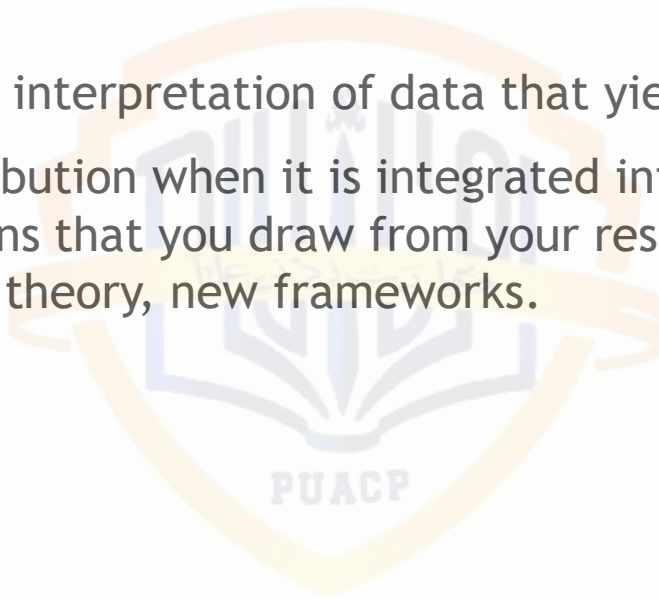 interpretation of data that yie
bution when it is integrated in
ns that you draw from your res
theory, new frameworks.
PUACP